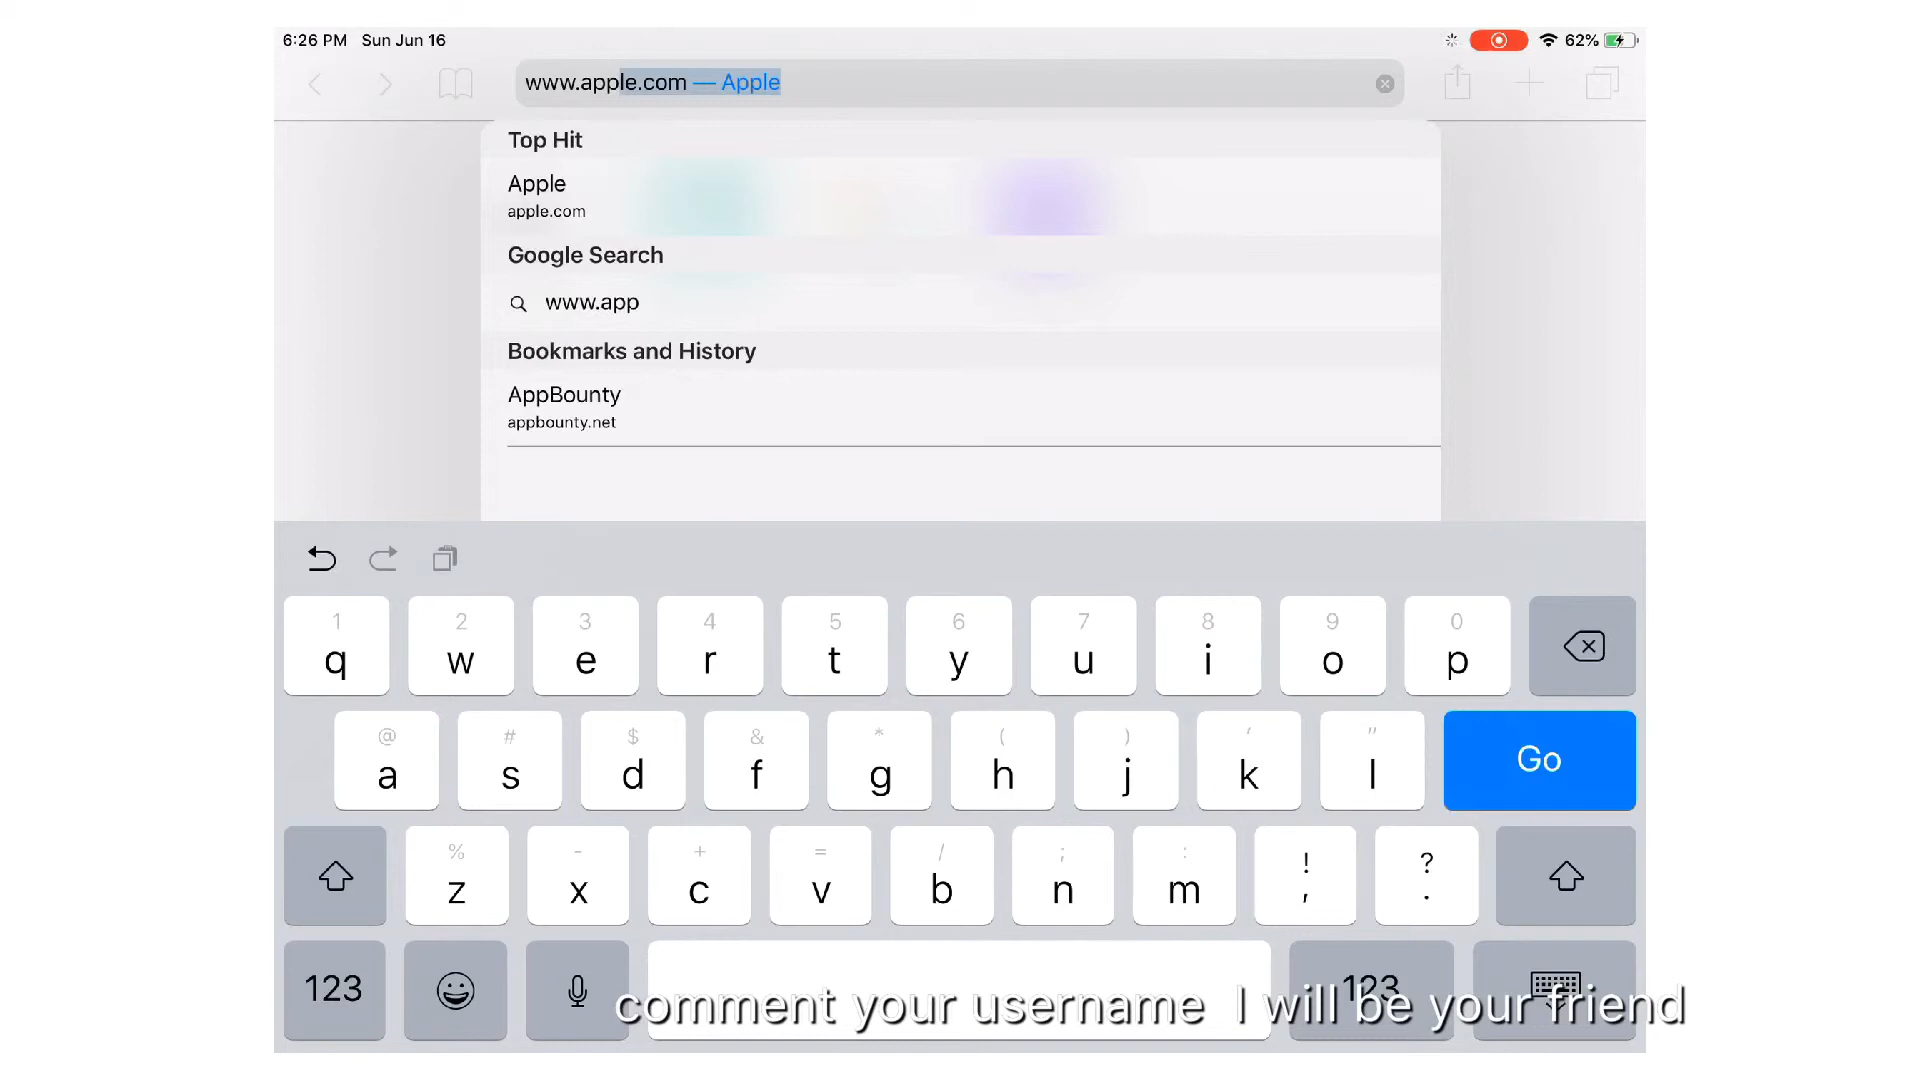 6:26 PM Sun Jun 16 62%
www.apple.com — Apple
Top Hit
Apple
apple.com
Google Search
www.app
Bookmarks and History
AppBounty
appbounty.net
1 2 3 4 5 6 7 8 9 0
q w e r t y u i o p
@ # $ & * ( ) ' "
a s d f g h j k l Go
% - + = / ; : ! ?
z x c v b n m , .
123 123
comment your username I will be your friend